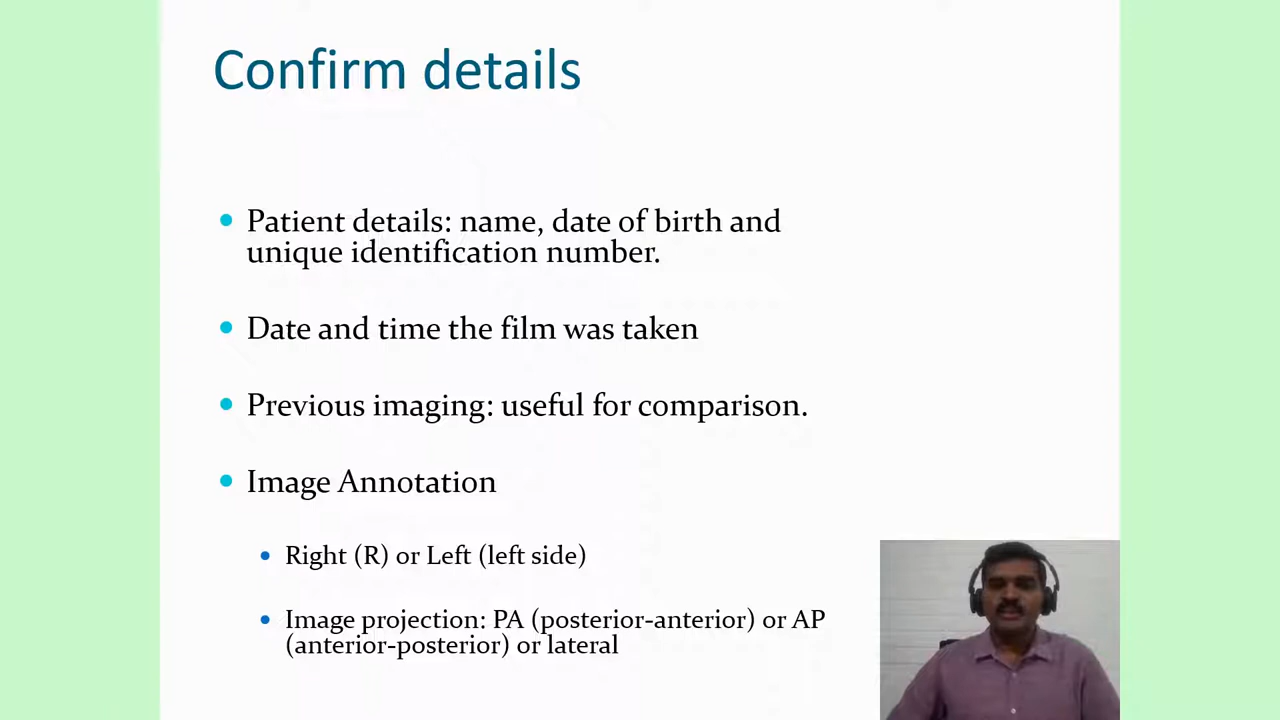 Confirm details
Patient details: name, date of birth and
unique identification number.
Date and time the film was taken
Previous imaging: useful for comparison.
Image Annotation
Right (R) or Left (left side)
Image projection: PA (posterior-anterior) or AP
(anterior-posterior) or lateral